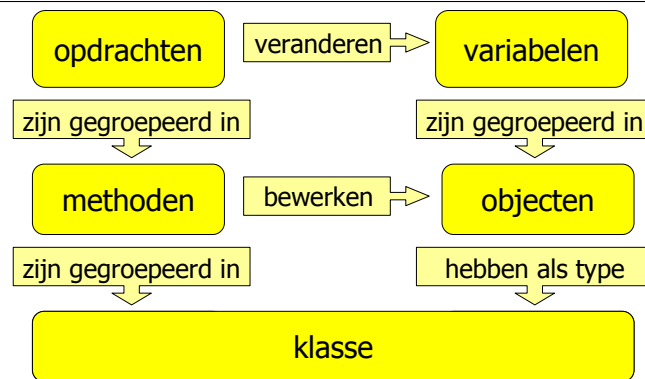 opdrachten
veranderen
variabelen
zijn gegroepeerd in
zijn gegroepeerd in
methoden
bewerken
objecten
zijn gegroepeerd in
hebben als type
klasse